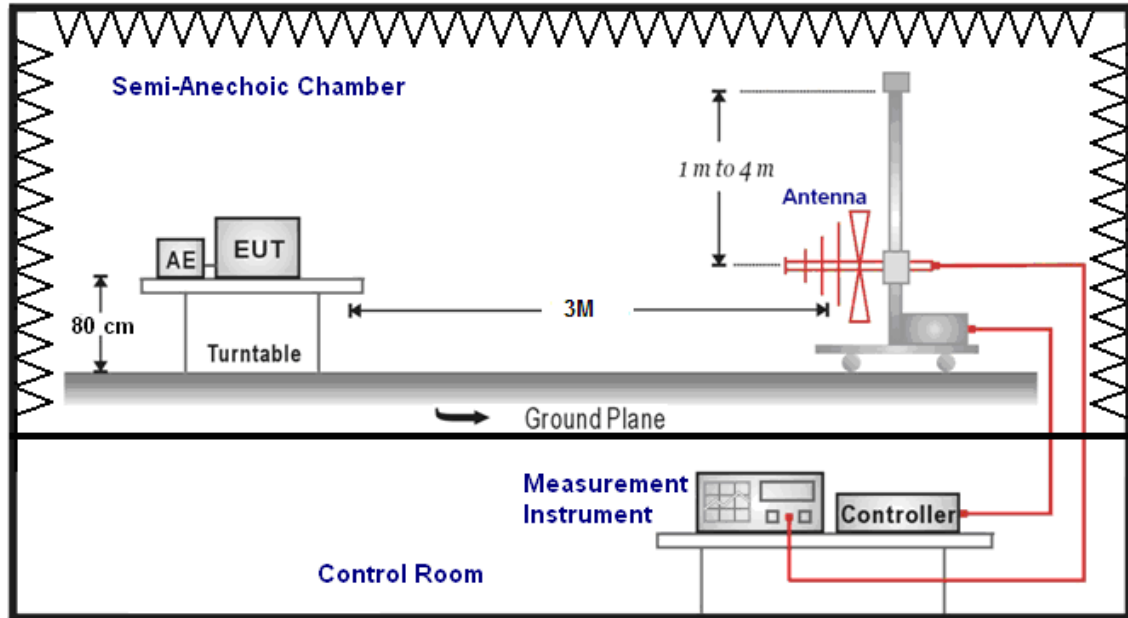 Semi-Anechoic Chamber
1 m to 4 m
Antenna
AE
EUT
80 cm
3M
Turntable
Ground Plane
Measurement
Instrument
Controller
Control Room